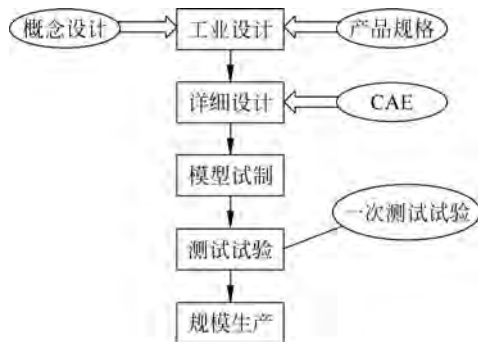 概念设计
工业设计
产品规格
详细设计
CAE
模型试制
一次测试试验
测试试验
规模生产